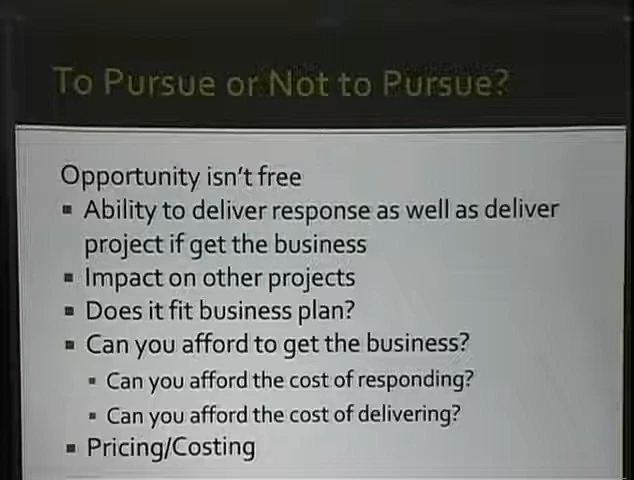 To Pursue or Not to Pursue?
Opportunity isn't free
▪ Ability to deliver response as well as deliver
project if get the business
▪ Impact on other projects
▪ Does it fit business plan?
▪ Can you afford to get the business?
▪ Can you afford the cost of responding?
▪ Can you afford the cost of delivering?
▪ Pricing/Costing